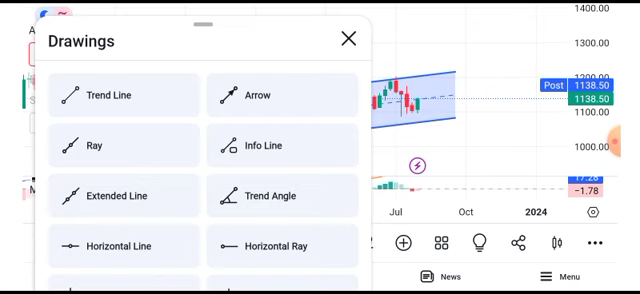 Drawings
Trend Line
Arrow
Ray
Info Line
Extended Line
Trend Angle
Horizontal Line
Horizontal Ray
1400.00
1300.00
1200.00
Post 1138.50
1138.50
1100.00
1000.00
17.28
−1.78
Jul Oct 2024
News
Menu